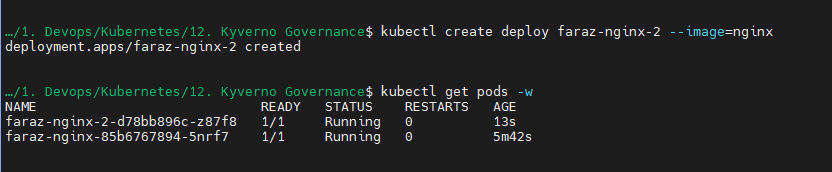 …/1. Devops/Kubernetes/12. Kyverno Governance$ kubectl create deploy faraz-nginx-2 --image=nginx
deployment.apps/faraz-nginx-2 created
…/1. Devops/Kubernetes/12. Kyverno Governance$ kubectl get pods -w
NAME                            READY   STATUS    RESTARTS   AGE
faraz-nginx-2-d78bb896c-z87f8   1/1     Running   0          13s
faraz-nginx-85b6767894-5nrf7    1/1     Running   0          5m42s